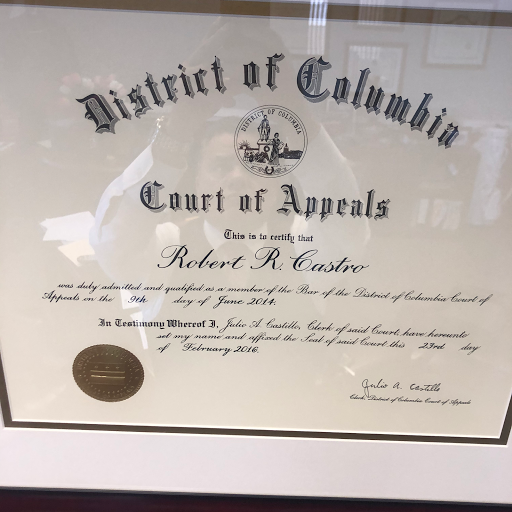 District of Columbia
DISTRICT OF COLUMBIA
Court of Appeals
This is to certify that
Robert R. Castro
was duly admitted and qualified as a member of the Bar of the District of Columbia Court of
Appeals on the 9th day of June 2014.
In Testimony Whereof I, Julio A. Castillo, Clerk of said Court, have hereunto
set my name and affixed the Seal of said Court this 23rd day
of February 2016.
Julio A. Castillo
Clerk, District of Columbia Court of Appeals